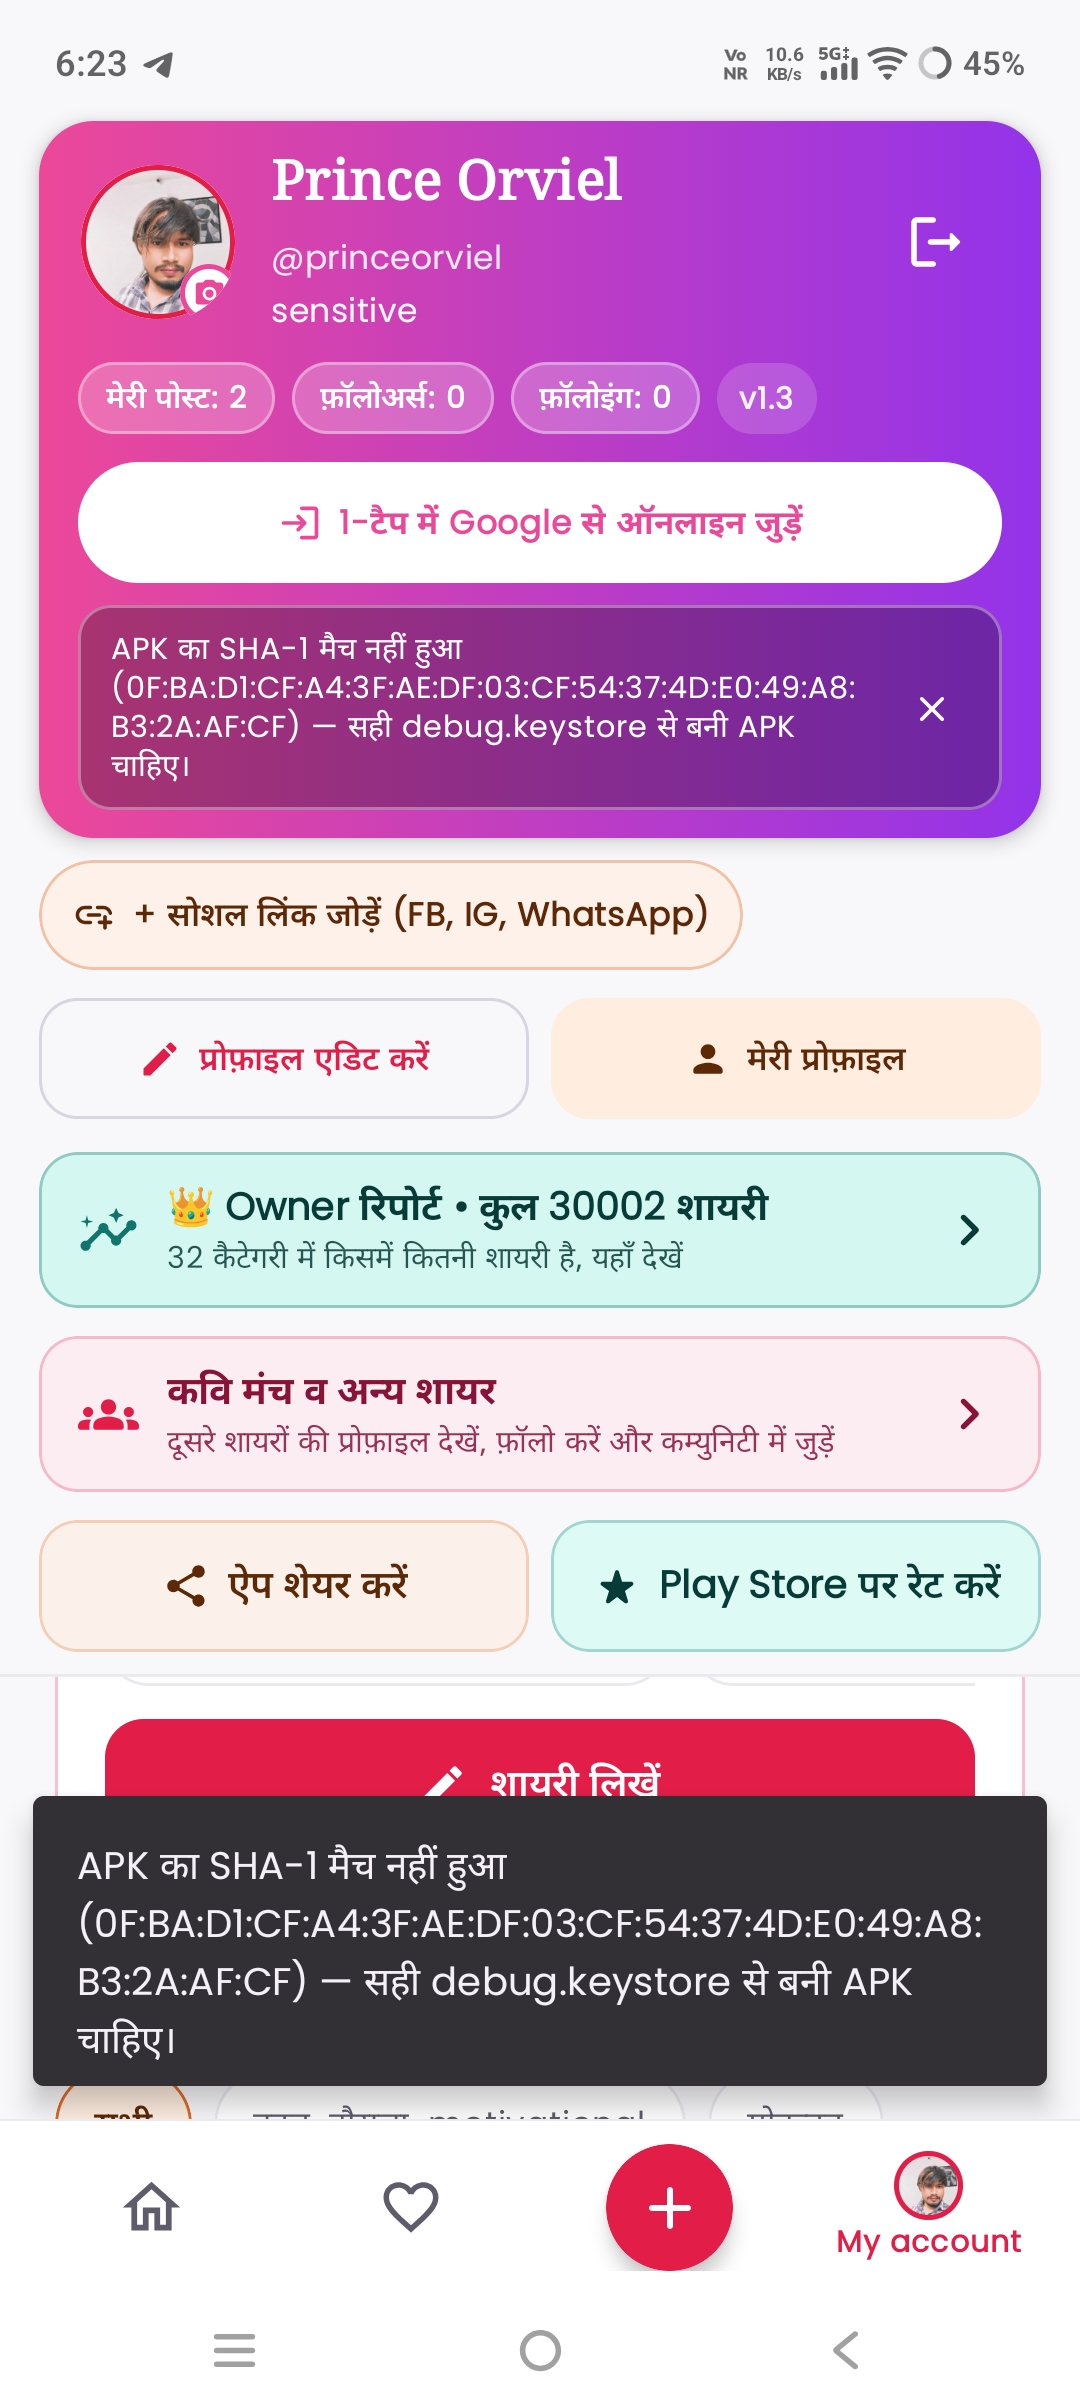 6:23
Vo NR 10.6 KB/s 5G 45%
Prince Orviel
@princeorviel
sensitive
मेरी पोस्ट: 2 फ़ॉलोअर्स: 0 फ़ॉलोइंग: 0 v1.3
1-टैप में Google से ऑनलाइन जुड़ें
APK का SHA-1 मैच नहीं हुआ
(0F:BA:D1:CF:A4:3F:AE:DF:03:CF:54:37:4D:E0:49:A8:
B3:2A:AF:CF) — सही debug.keystore से बनी APK
चाहिए।
+ सोशल लिंक जोड़ें (FB, IG, WhatsApp)
प्रोफ़ाइल एडिट करें मेरी प्रोफ़ाइल
👑 Owner रिपोर्ट • कुल 30002 शायरी
32 कैटेगरी में किसमें कितनी शायरी है, यहाँ देखें
कवि मंच व अन्य शायर
दूसरे शायरों की प्रोफ़ाइल देखें, फ़ॉलो करें और कम्युनिटी में जुड़ें
ऐप शेयर करें Play Store पर रेट करें
शायरी लिखें
APK का SHA-1 मैच नहीं हुआ
(0F:BA:D1:CF:A4:3F:AE:DF:03:CF:54:37:4D:E0:49:A8:
B3:2A:AF:CF) — सही debug.keystore से बनी APK
चाहिए।
motivational
My account